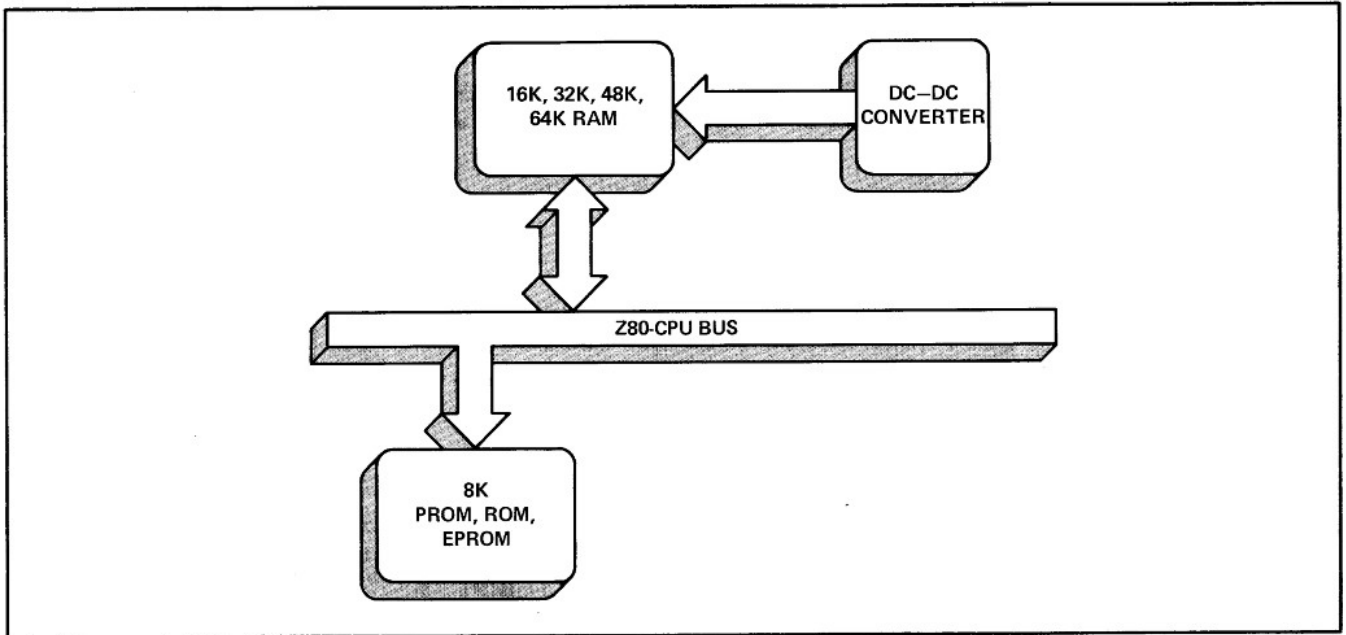 16K, 32K, 48K,
64K RAM
DC–DC
CONVERTER
Z80-CPU BUS
8K
PROM, ROM,
EPROM